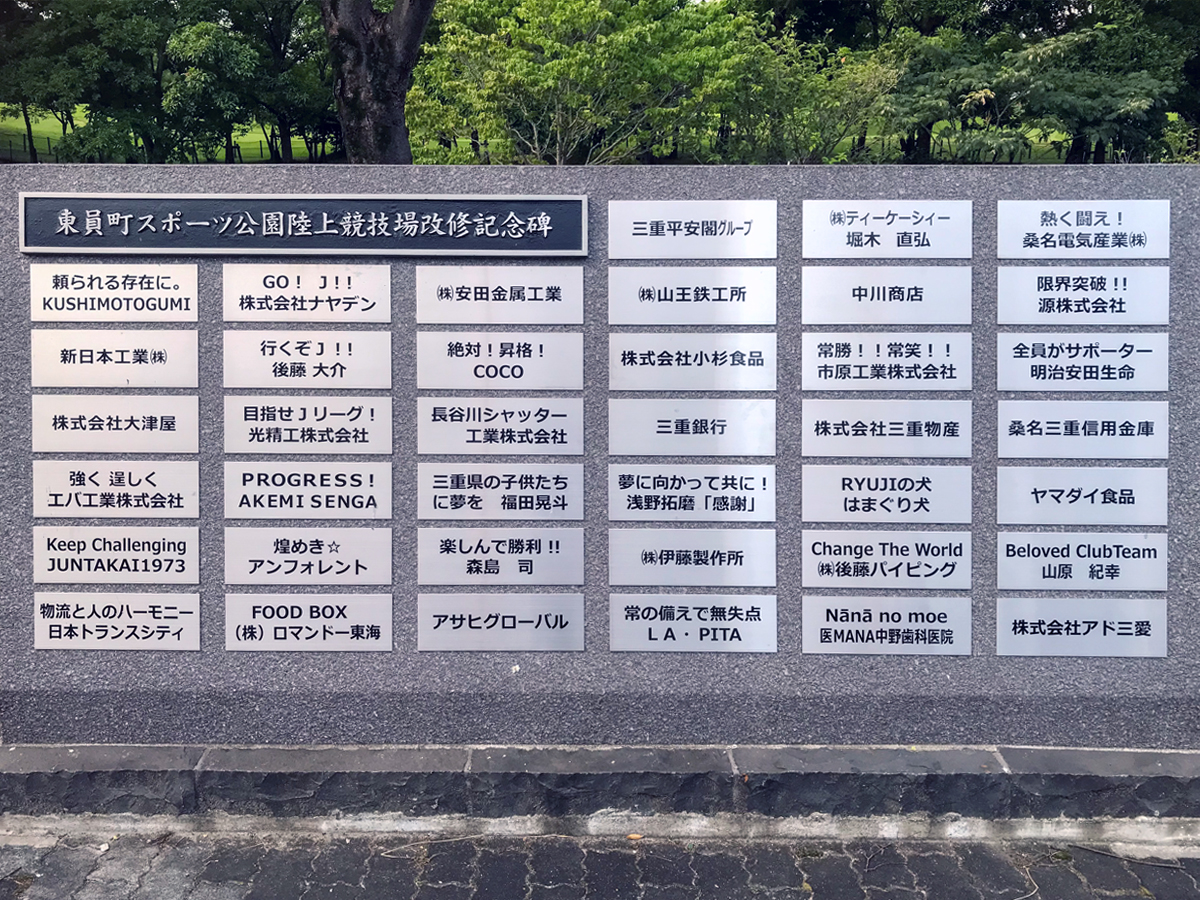 東員町スポーツ公園陸上競技場改修記念碑
三重平安閣グループ
㈱ティーケーシィー
堀木 直弘
熱く闘え!
桑名電気産業㈱
頼られる存在に。
KUSHIMOTOGUMI
GO! J!!
株式会社ナヤデン
㈱安田金属工業
㈱山王鉄工所
中川商店
限界突破!!
源株式会社
新日本工業㈱
行くぞJ!!
後藤 大介
絶対!昇格!
COCO
株式会社小杉食品
常勝!!常笑!!
市原工業株式会社
全員がサポーター
明治安田生命
株式会社大津屋
目指せJリーグ!
光精工株式会社
長谷川シャッター
工業株式会社
三重銀行
株式会社三重物産
桑名三重信用金庫
強く 逞しく
エバ工業株式会社
PROGRESS!
AKEMI SENGA
三重県の子供たち
に夢を 福田晃斗
夢に向かって共に!
浅野拓磨「感謝」
RYUJIの犬
はまぐり犬
ヤマダイ食品
Keep Challenging
JUNTAKAI1973
煌めき☆
アンフォレント
楽しんで勝利!!
森島 司
㈱伊藤製作所
Change The World
㈱後藤パイピング
Beloved ClubTeam
山原 紀幸
物流と人のハーモニー
日本トランスシティ
FOOD BOX
(株)ロマンドー東海
アサヒグローバル
常の備えで無失点
LA・PITA
Nānā no moe
医MANA中野歯科医院
株式会社アド三愛